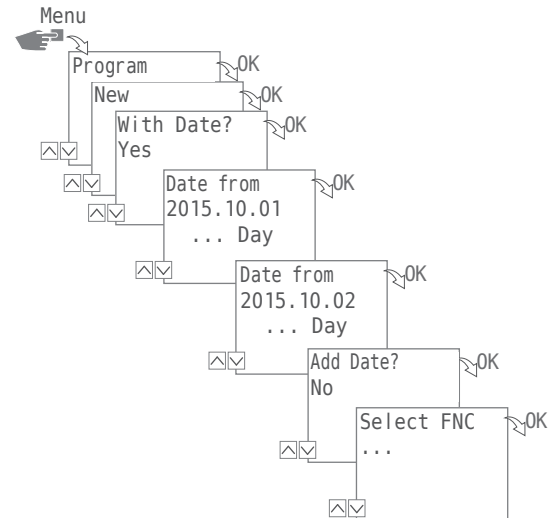 Menu
Program
OK
New
OK
With Date?
OK
Yes
Date from
OK
2015.10.01
... Day
Date from
OK
2015.10.02
... Day
Add Date?
OK
No
Select FNC
OK
...